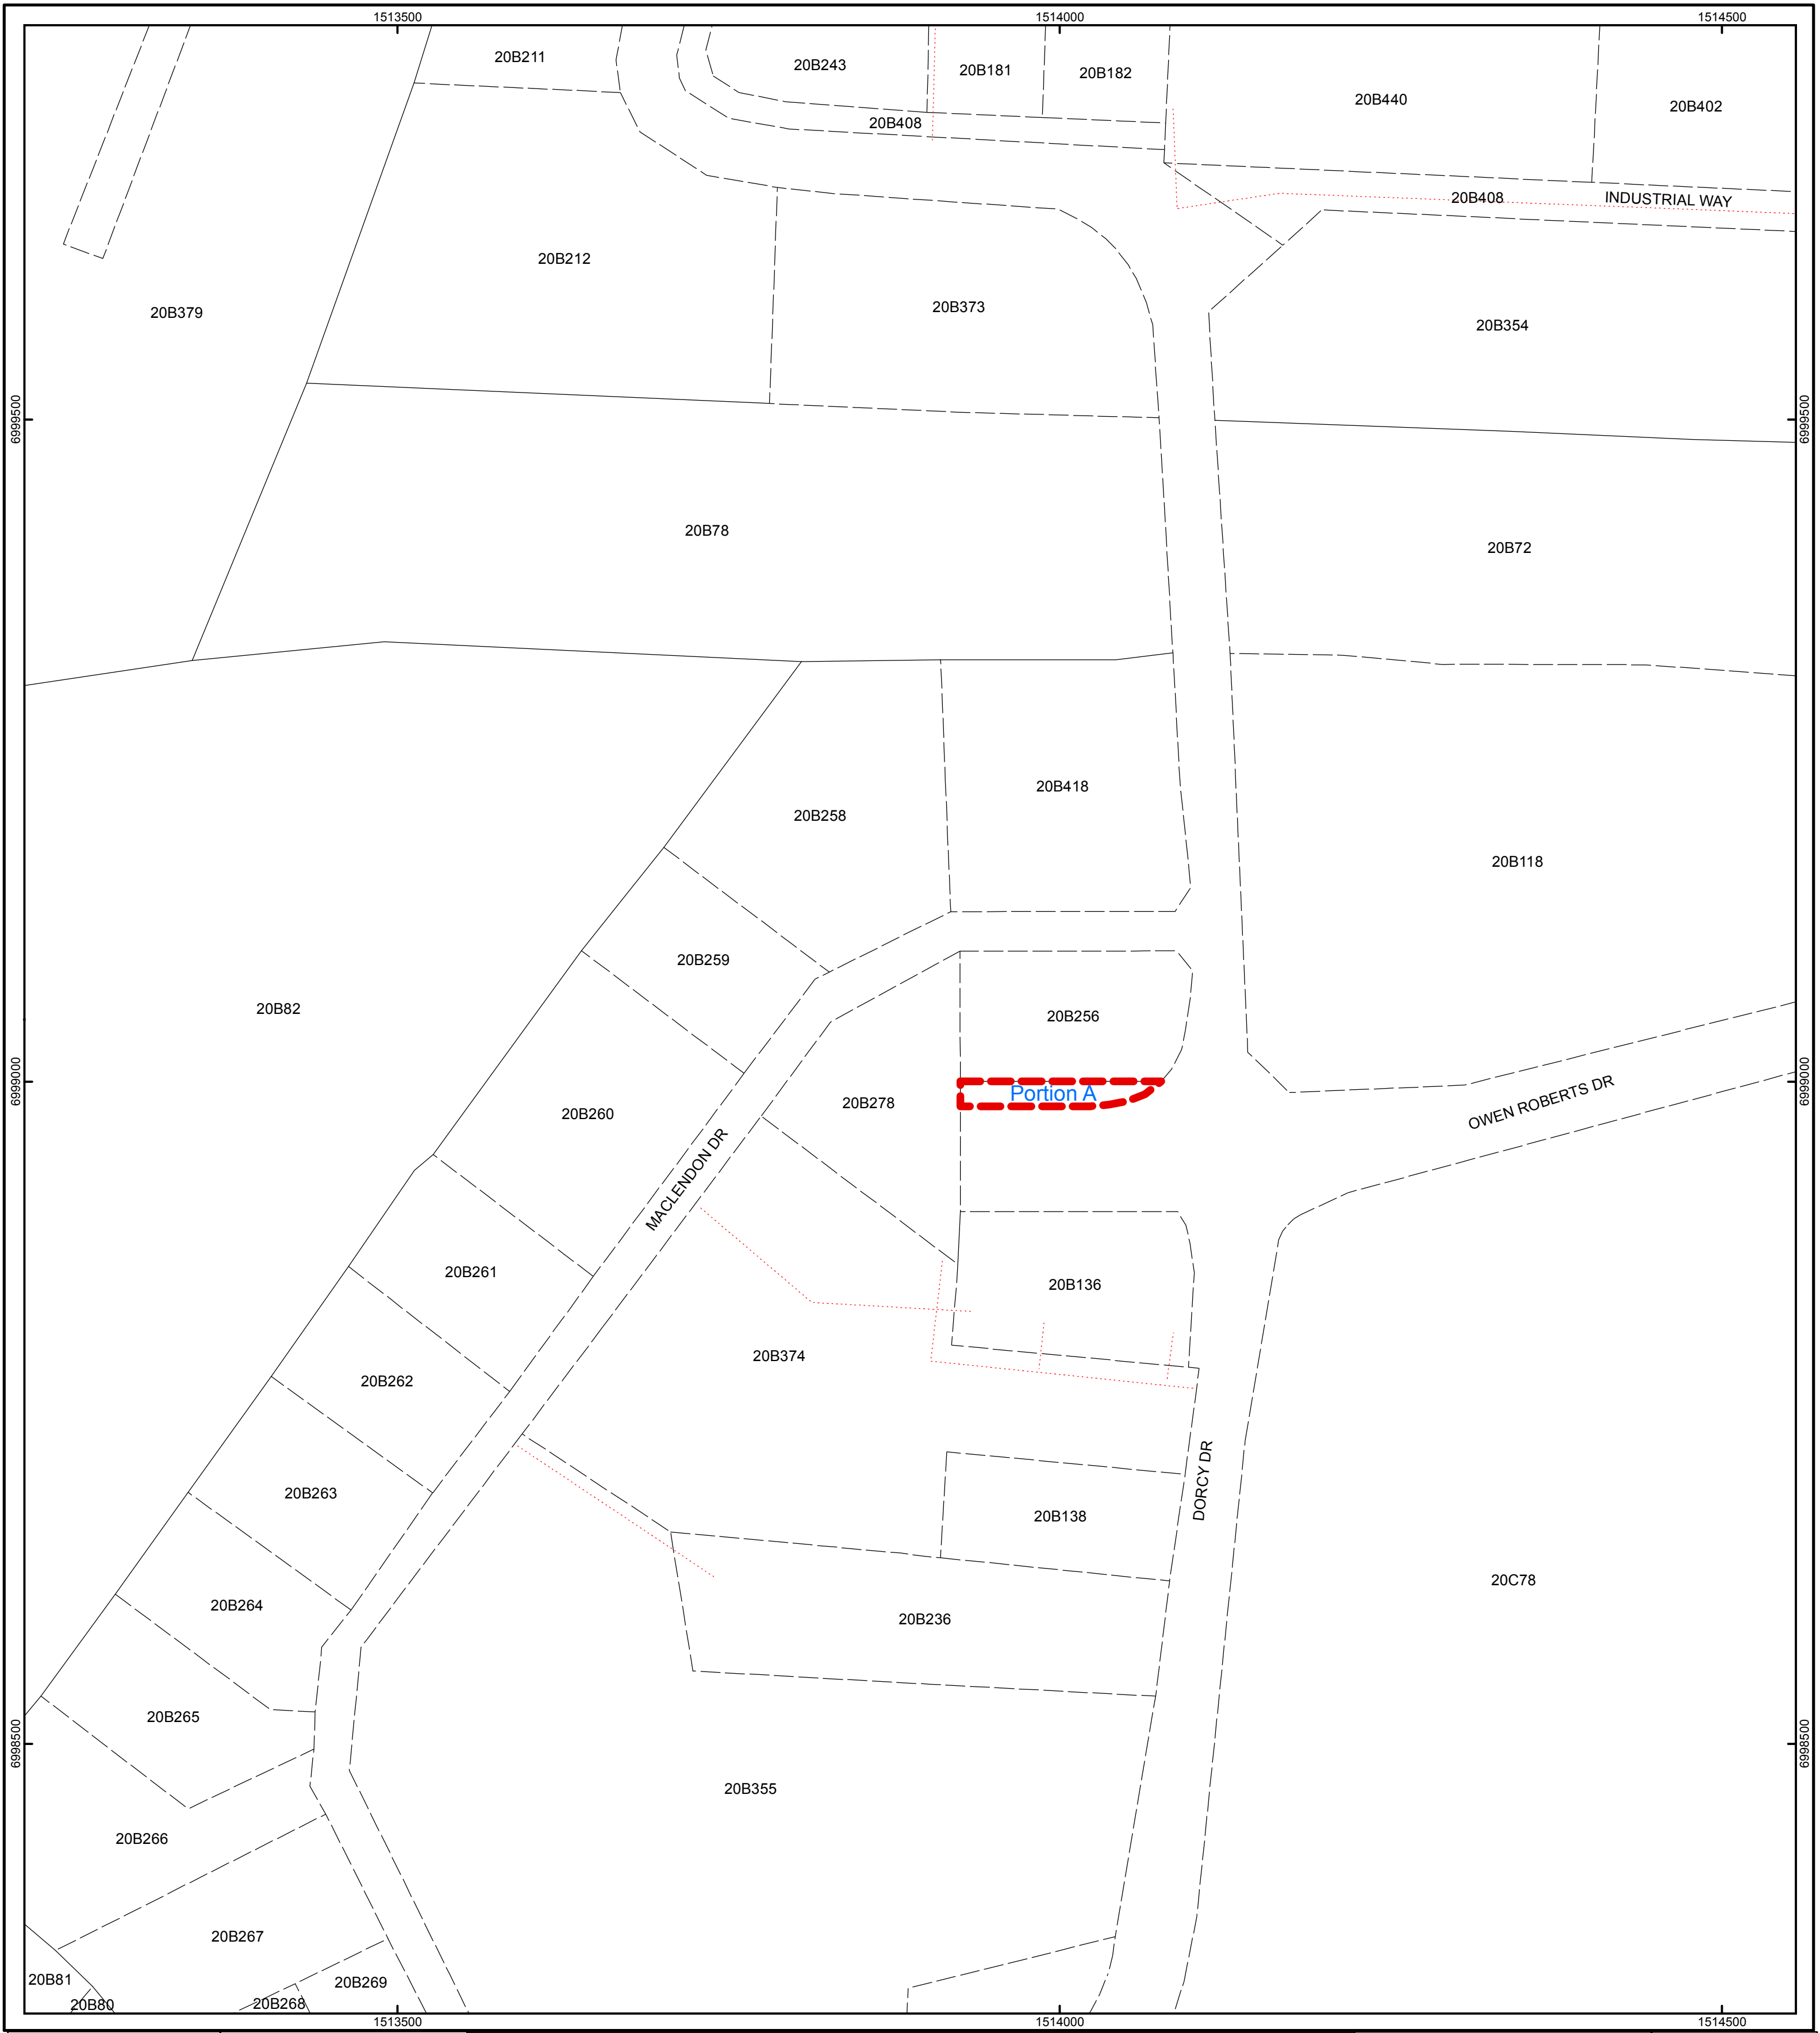 1513500
1514000
1514500
20B211
20B243
20B181
20B182
20B440
20B402
20B408
20B408
INDUSTRIAL WAY
20B212
20B373
20B379
20B354
6999500
6999500
20B78
20B72
20B418
20B258
20B118
20B259
20B82
20B256
6999000
6999000
Portion A
20B278
20B260
OWEN ROBERTS DR
MACLENDON DR
20B261
20B136
20B374
20B262
DORCY DR
20B263
20B138
20C78
20B264
20B236
20B265
6998500
6998500
20B355
20B266
20B267
20B81
20B269
20B80
20B268
1513500
1514000
1514500